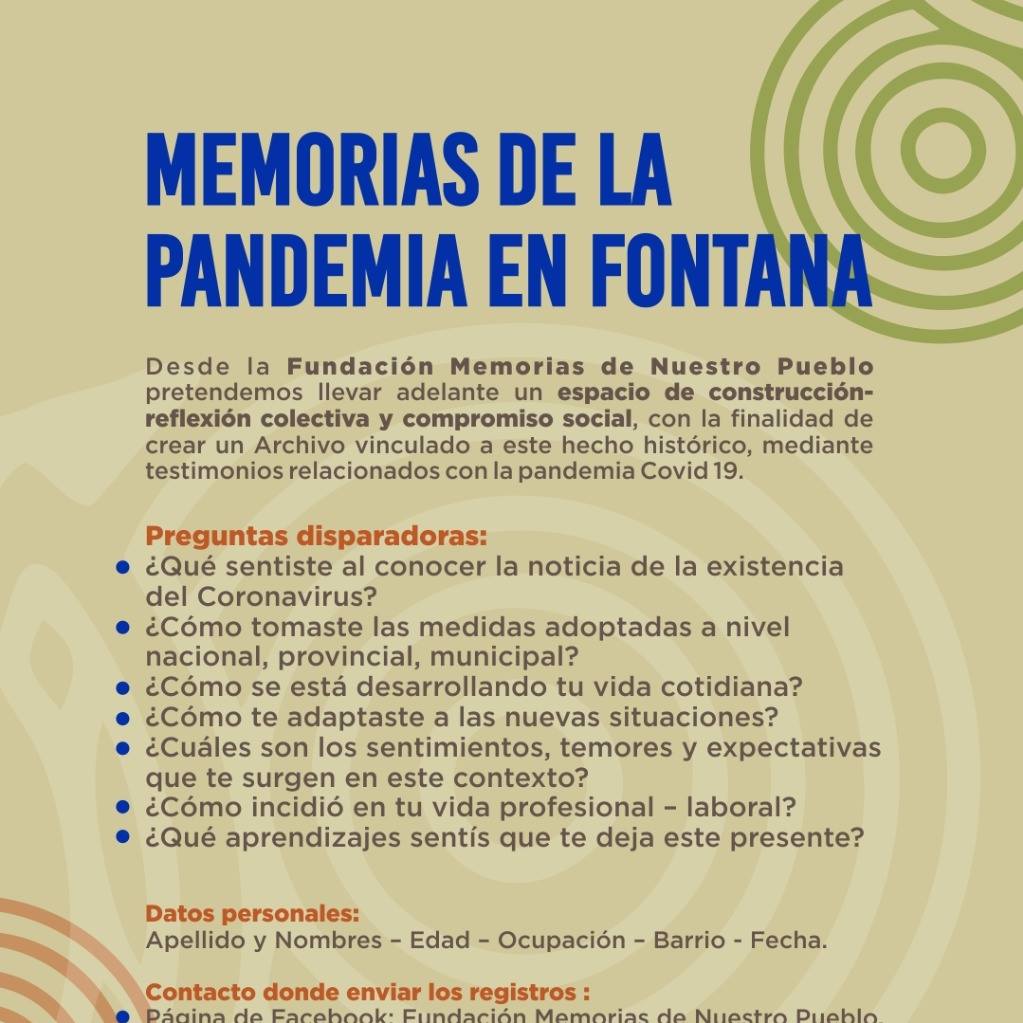 MEMORIAS DE LA
PANDEMIA EN FONTANA
Desde la Fundación Memorias de Nuestro Pueblo
pretendemos llevar adelante un espacio de construcción-
reflexión colectiva y compromiso social, con la finalidad de
crear un Archivo vinculado a este hecho histórico, mediante
testimonios relacionados con la pandemia Covid 19.
Preguntas disparadoras:
• ¿Qué sentiste al conocer la noticia de la existencia
del Coronavirus?
• ¿Cómo tomaste las medidas adoptadas a nivel
nacional, provincial, municipal?
• ¿Cómo se está desarrollando tu vida cotidiana?
• ¿Cómo te adaptaste a las nuevas situaciones?
• ¿Cuáles son los sentimientos, temores y expectativas
que te surgen en este contexto?
• ¿Cómo incidió en tu vida profesional – laboral?
• ¿Qué aprendizajes sentís que te deja este presente?
Datos personales:
Apellido y Nombres – Edad – Ocupación – Barrio - Fecha.
Contacto donde enviar los registros :
• Página de Facebook: Fundación Memorias de Nuestro Pueblo.